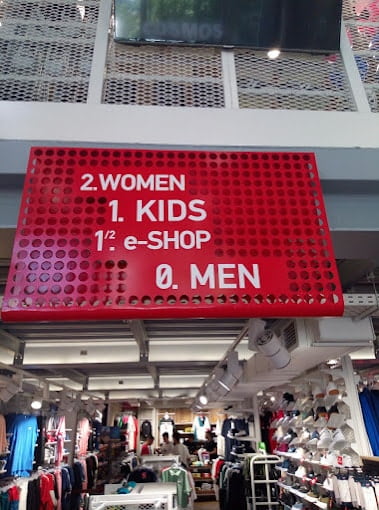 2.WOMEN
1. KIDS
1½. e-SHOP
0. MEN